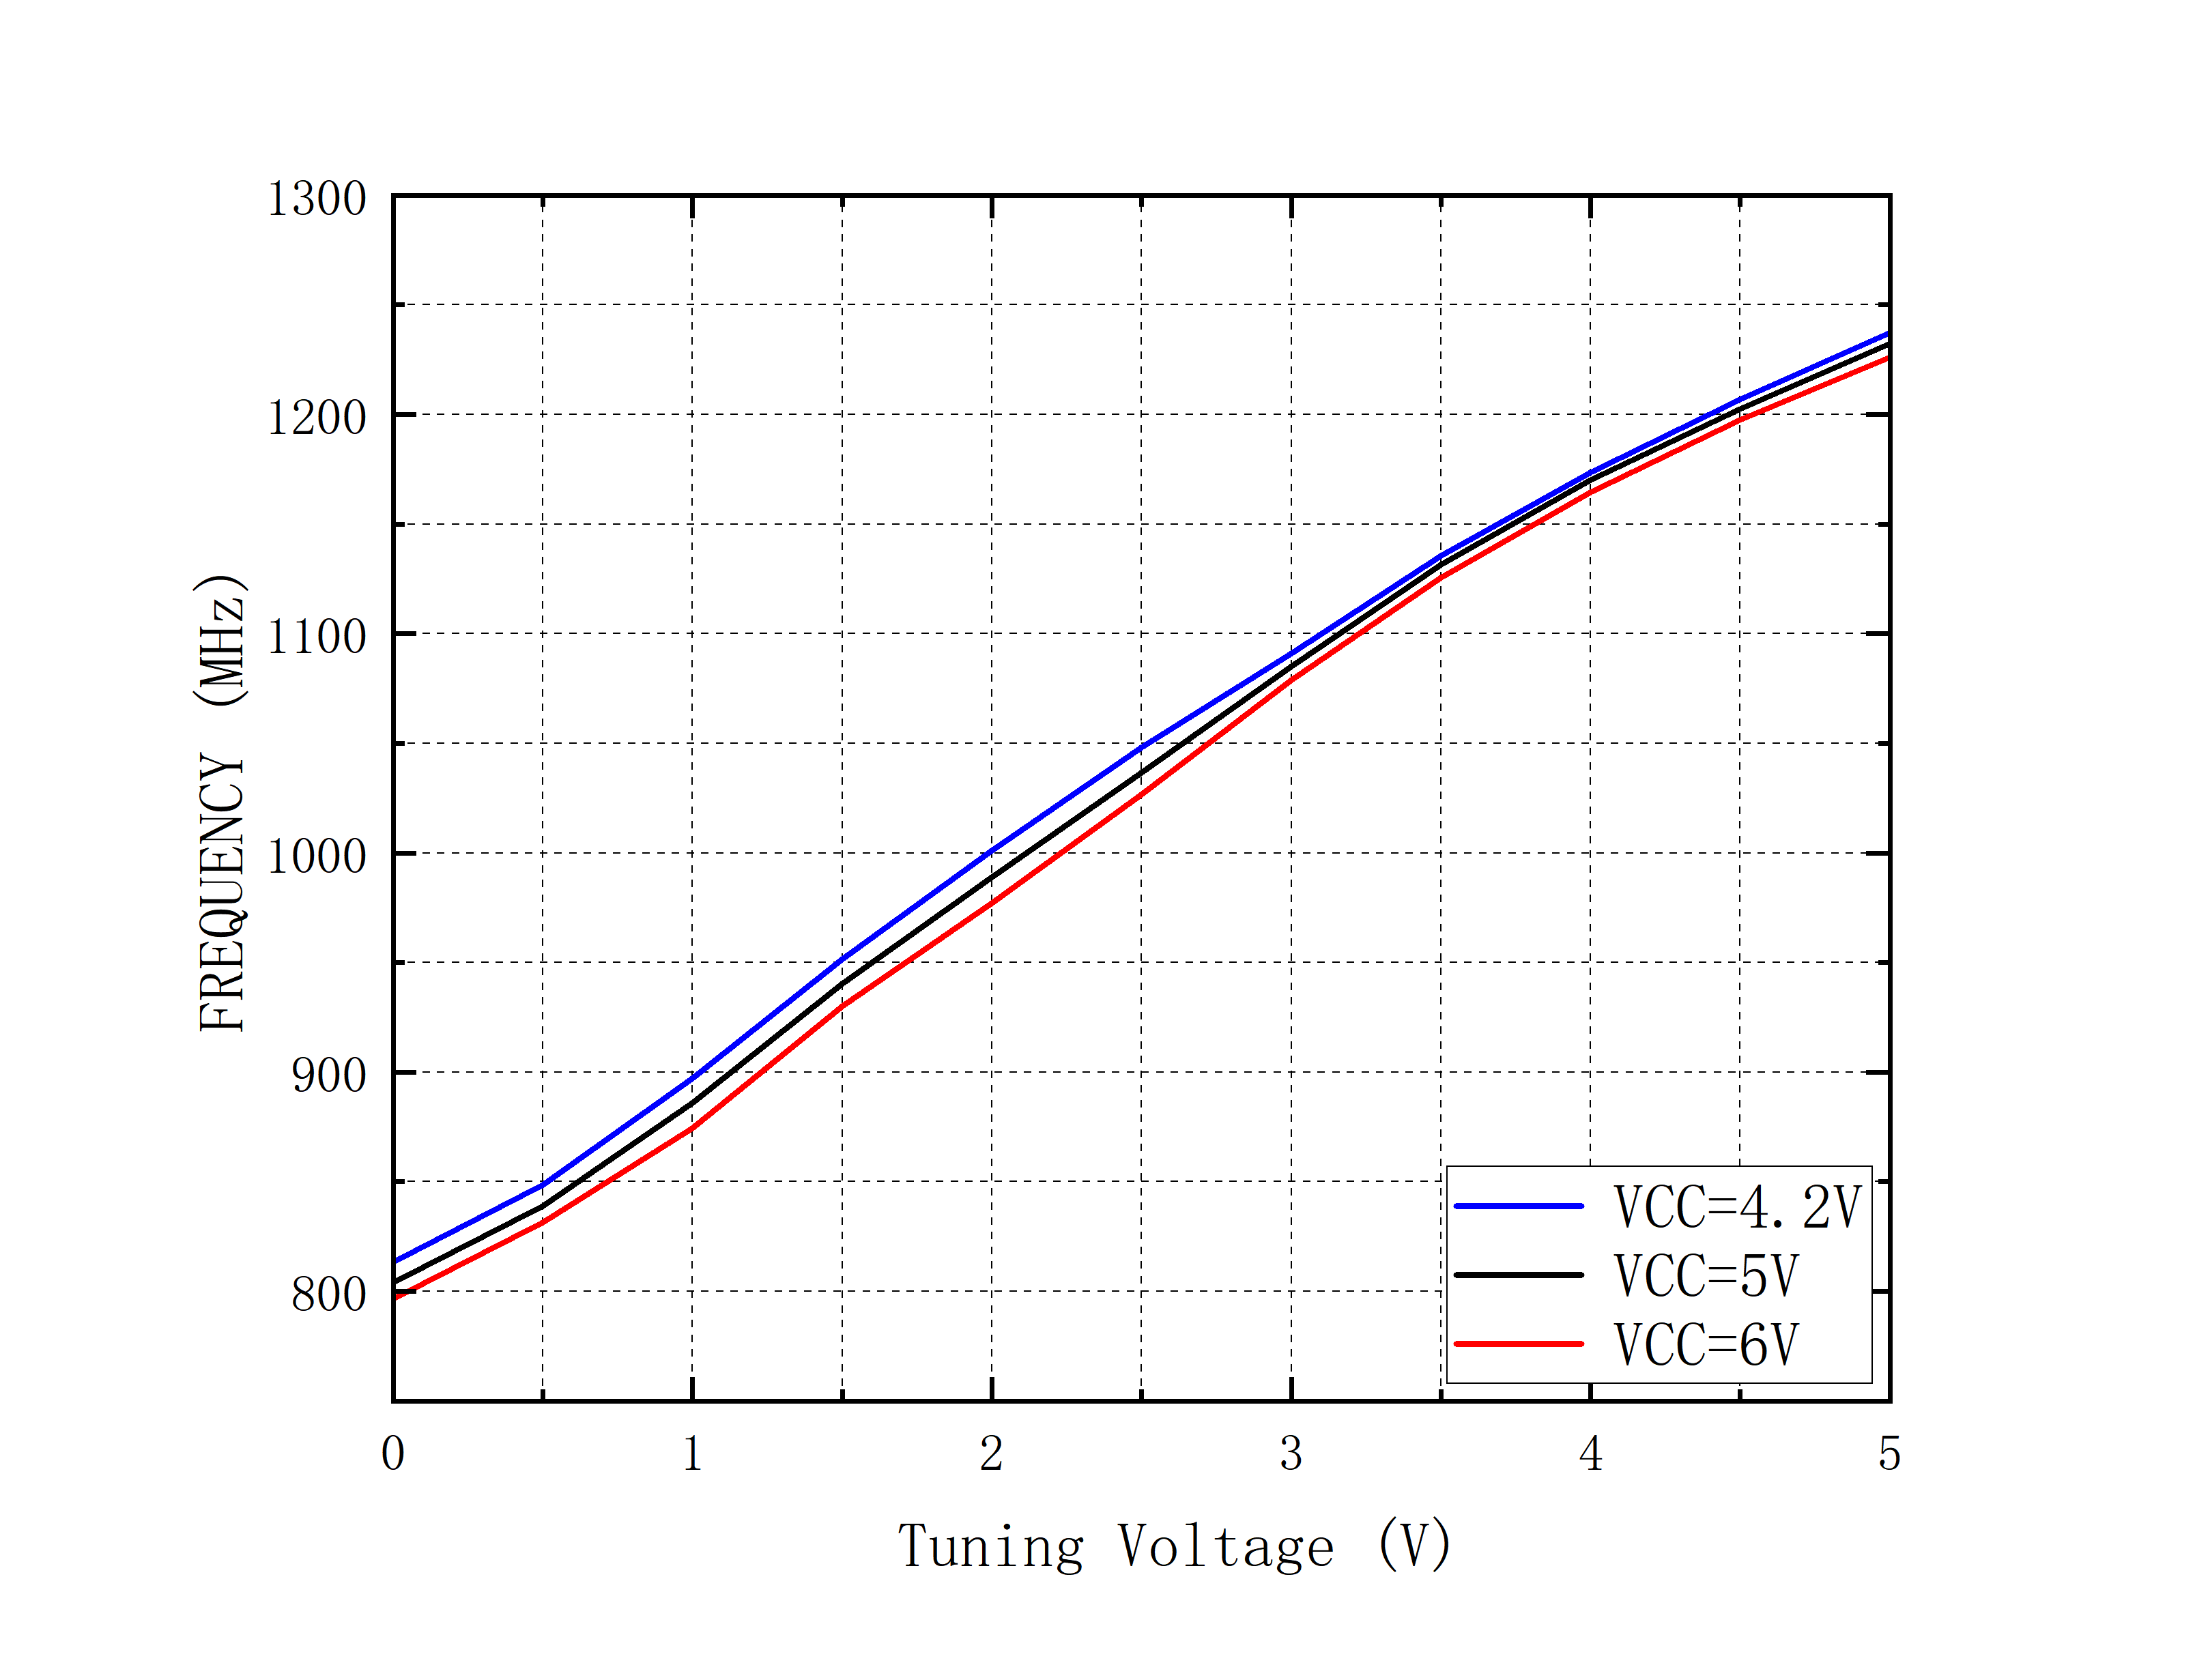 1300
1200
1100
1000
900
800
FREQUENCY (MHz)
0 1 2 3 4 5
Tuning Voltage (V)
VCC=4.2V
VCC=5V
VCC=6V